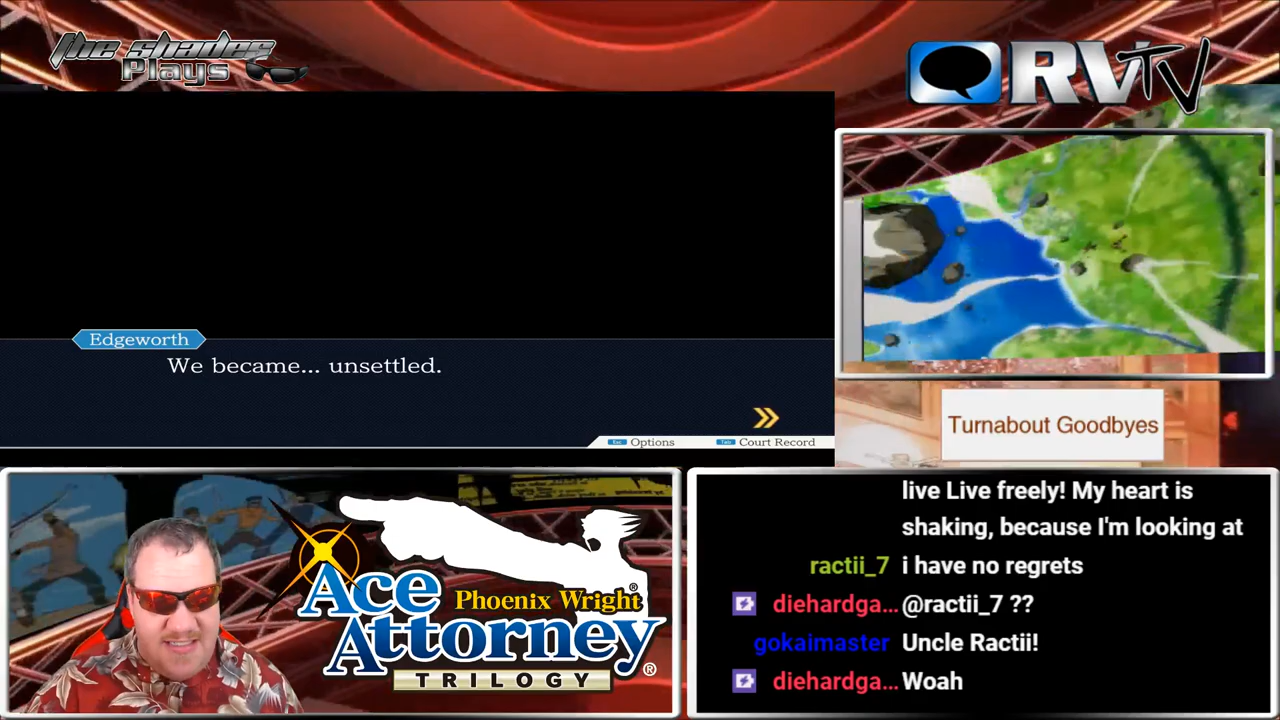 the shades
Plays
RVTV
Edgeworth
We became... unsettled.
Esc Options
Tab Court Record
Turnabout Goodbyes
Phoenix Wright®
Ace
Attorney®
TRILOGY
live Live freely! My heart is
shaking, because I'm looking at
ractii_7 i have no regrets
diehardga... @ractii_7 ??
gokaimaster Uncle Ractii!
diehardga... Woah